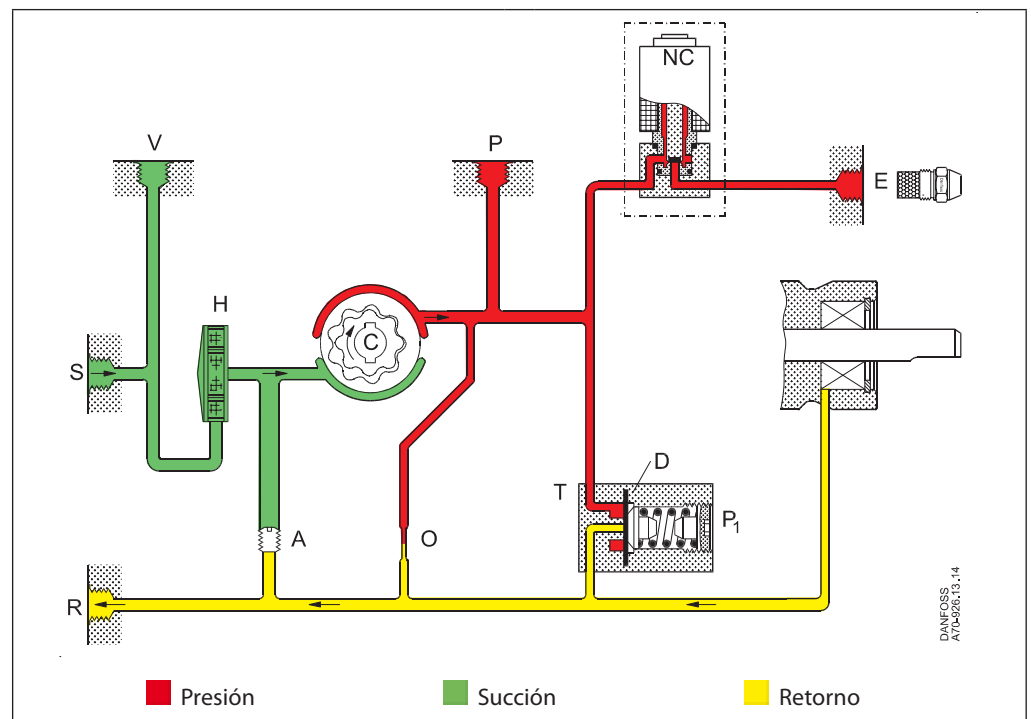 NC
V
P
E
H
C
S
D
T
P1
A
O
R
DANFOSS
A70-926.13.14
Presión
Succión
Retorno